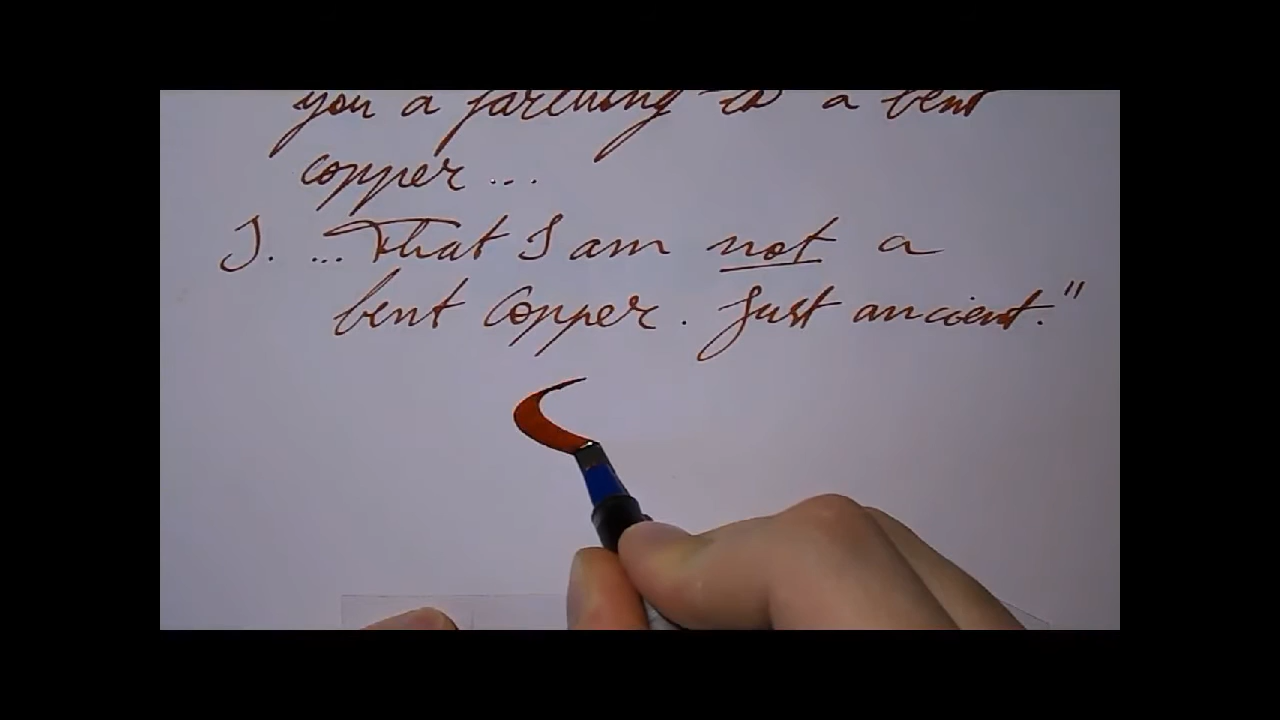 you a farthing to a bent
copper...
J. ...That I am not a
bent Copper. Just ancient."